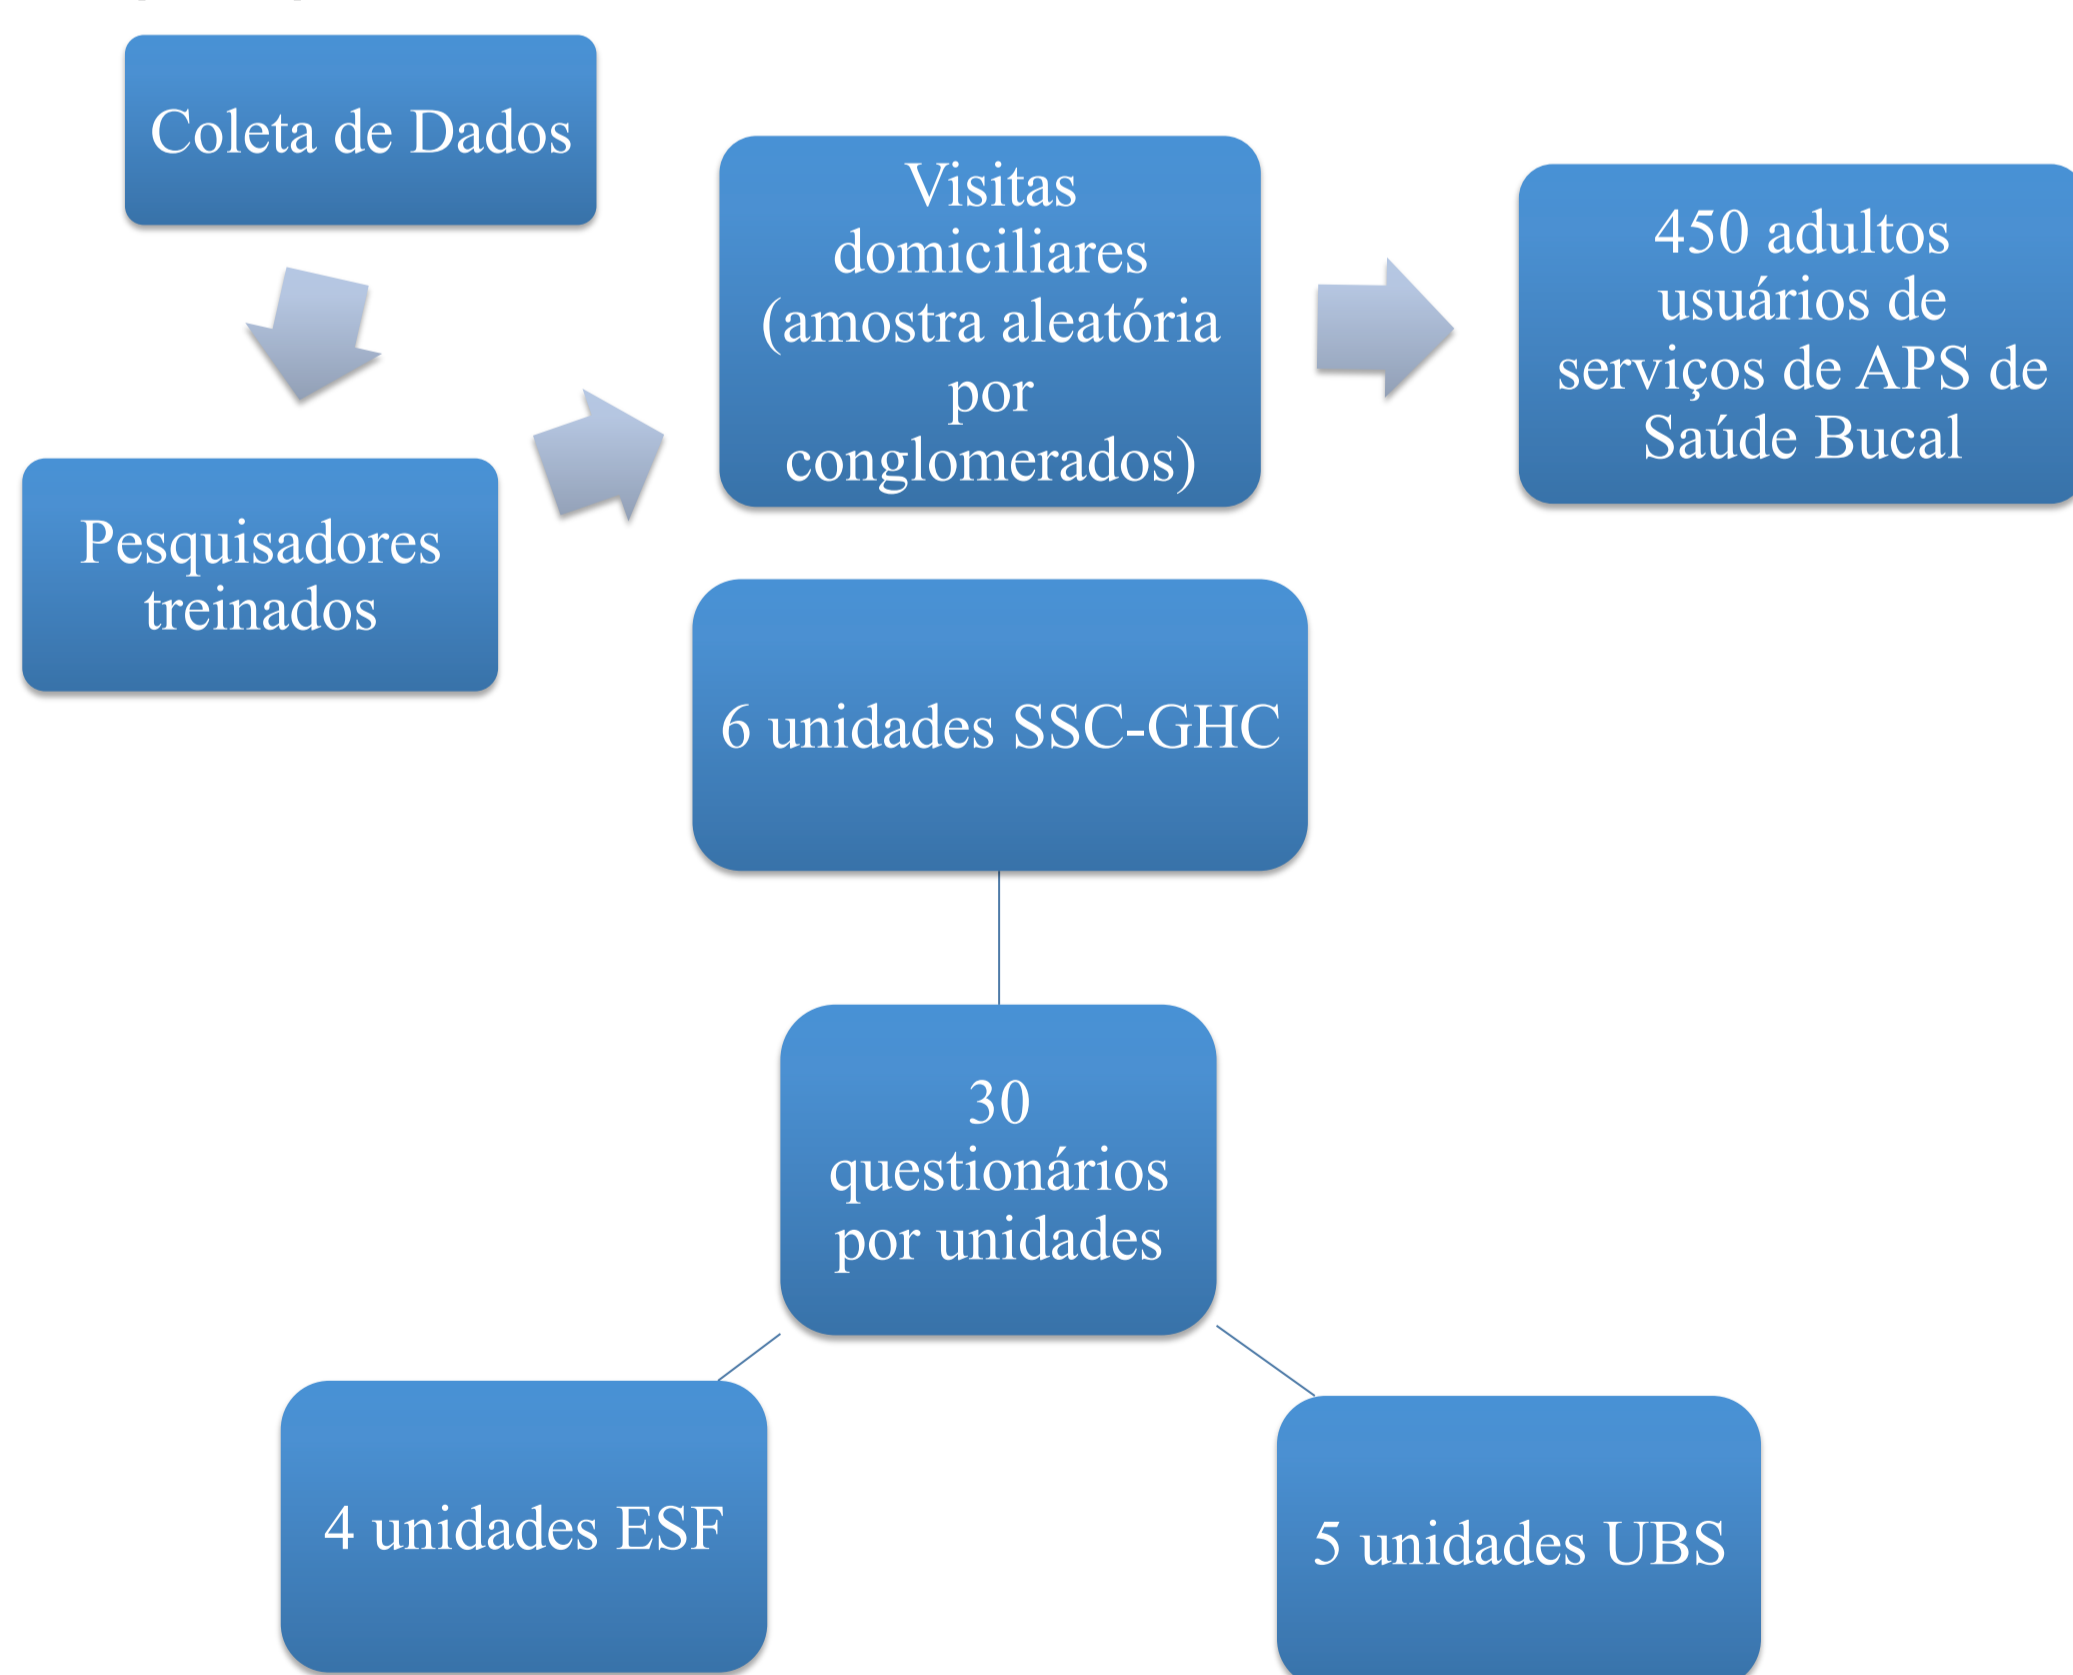 Coleta de Dados
Pesquisadores
treinados
Visitas
domiciliares
(amostra aleatória
por
conglomerados)
450 adultos
usuários de
serviços de APS de
Saúde Bucal
6 unidades SSC-GHC
30
questionários
por unidades
4 unidades ESF
5 unidades UBS